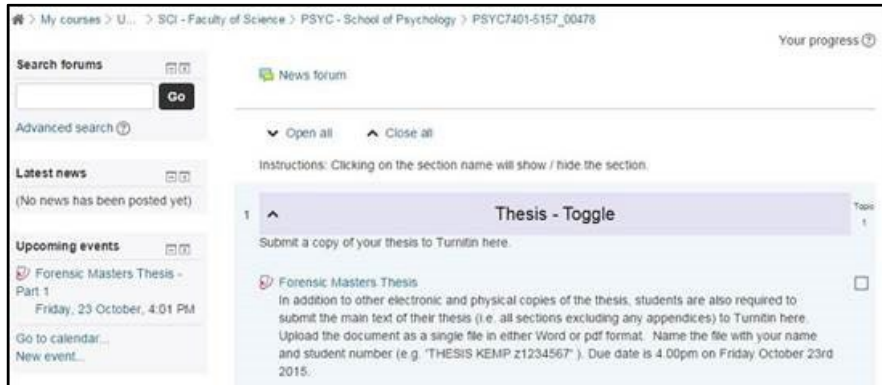 > My courses > U... > SCI - Faculty of Science > PSYC - School of Psychology > PSYC7401-5157_00478
Your progress
Search forums
Go
Advanced search
Latest news
(No news has been posted yet)
Upcoming events
Forensic Masters Thesis -
Part 1
Friday, 23 October, 4:01 PM
Go to calendar...
New event...
News forum
Open all Close all
Instructions: Clicking on the section name will show / hide the section.
1 Thesis - Toggle Topic
1
Submit a copy of your thesis to Turnitin here.
Forensic Masters Thesis
In addition to other electronic and physical copies of the thesis, students are also required to
submit the main text of their thesis (i.e. all sections excluding any appendices) to Turnitin here.
Upload the document as a single file in either Word or pdf format. Name the file with your name
and student number (e.g. "THESIS KEMP z1234567" ). Due date is 4.00pm on Friday October 23rd
2015.